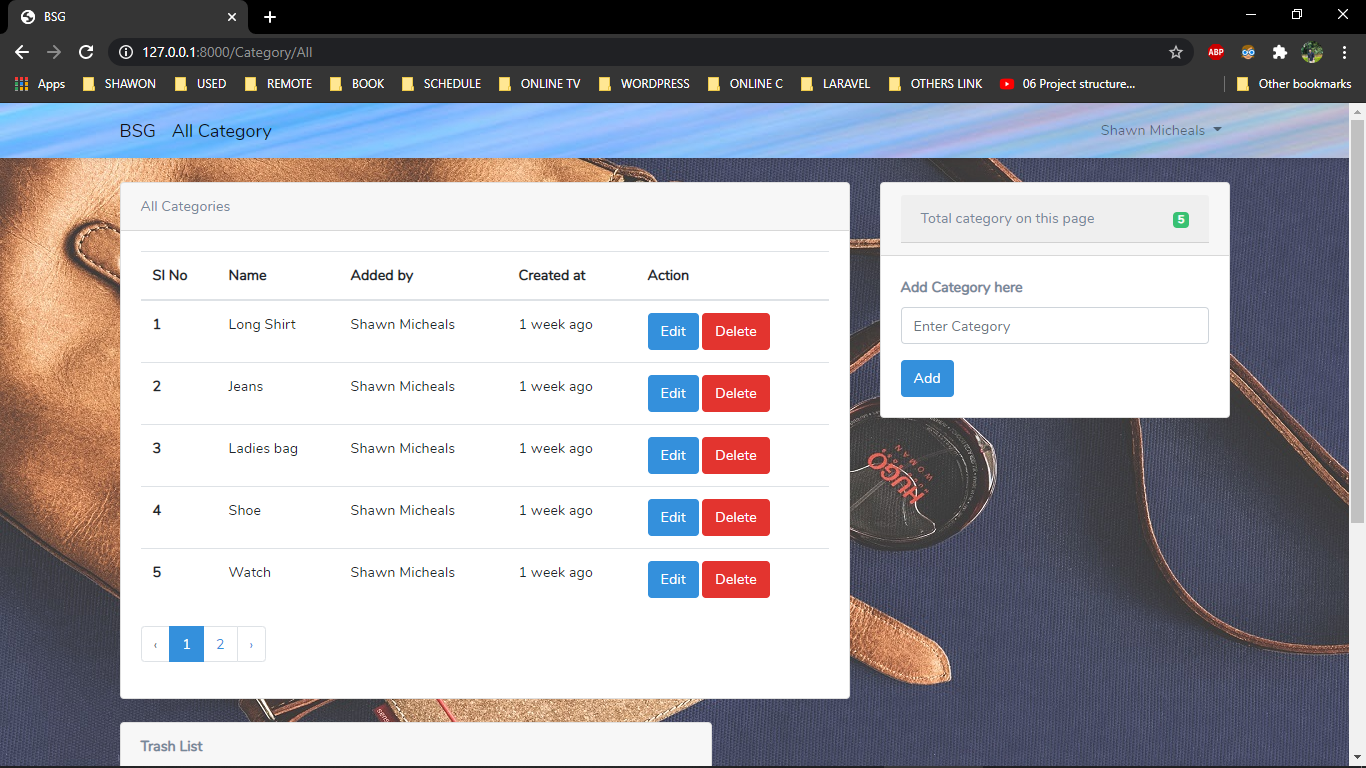 BSG
127.0.0.1:8000/Category/All
ABP
Apps SHAWON USED REMOTE BOOK SCHEDULE ONLINE TV WORDPRESS ONLINE C LARAVEL OTHERS LINK 06 Project structure... Other bookmarks
BSG All Category Shawn Micheals
All Categories
Sl No Name Added by Created at Action
1 Long Shirt Shawn Micheals 1 week ago Edit Delete
2 Jeans Shawn Micheals 1 week ago Edit Delete
3 Ladies bag Shawn Micheals 1 week ago Edit Delete
4 Shoe Shawn Micheals 1 week ago Edit Delete
5 Watch Shawn Micheals 1 week ago Edit Delete
‹ 1 2 ›
Total category on this page 5
Add Category here
Enter Category
Add
HUGO
WOMAN
Trash List